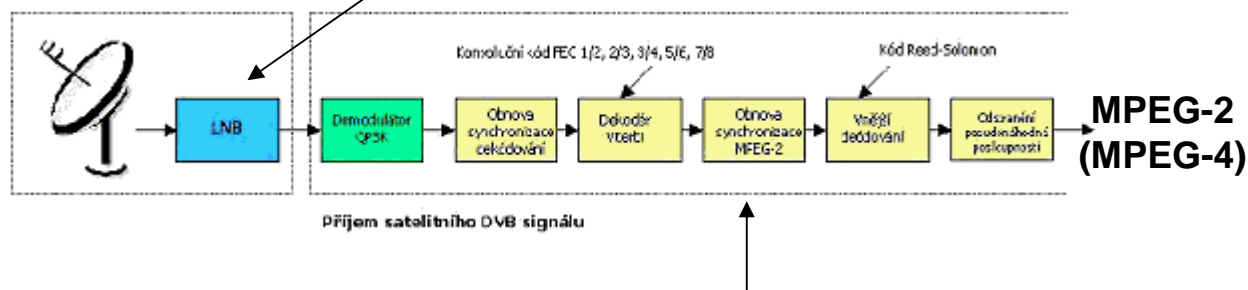 Konvoluční kód FEC 1/2, 2/3, 3/4, 5/6, 7/8
Kód Reed-Solomon
LNB
Demodulátor
QPSK
Obnova
synchronizace
dekódování
Dekodér
Viterbi
Obnova
synchronizace
MPEG-2
Vnější
dekódování
Odstranění
pseudonáhodné
poslupnosti
MPEG-2
(MPEG-4)
Příjem satelitního DVB signálu